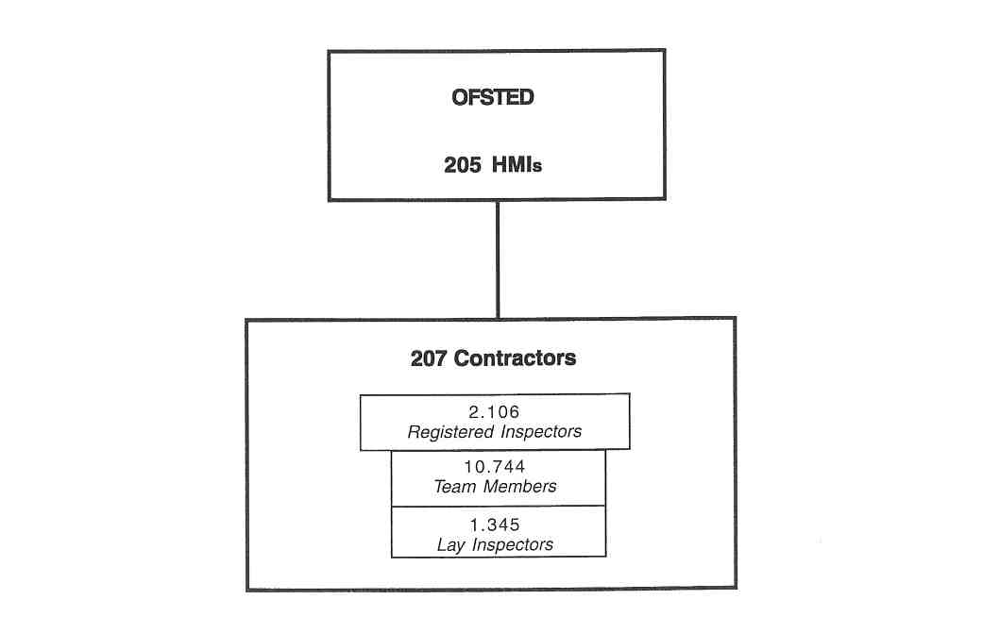 OFSTED
205 HMIs
207 Contractors
2.106
Registered Inspectors
10.744
Team Members
1.345
Lay Inspectors